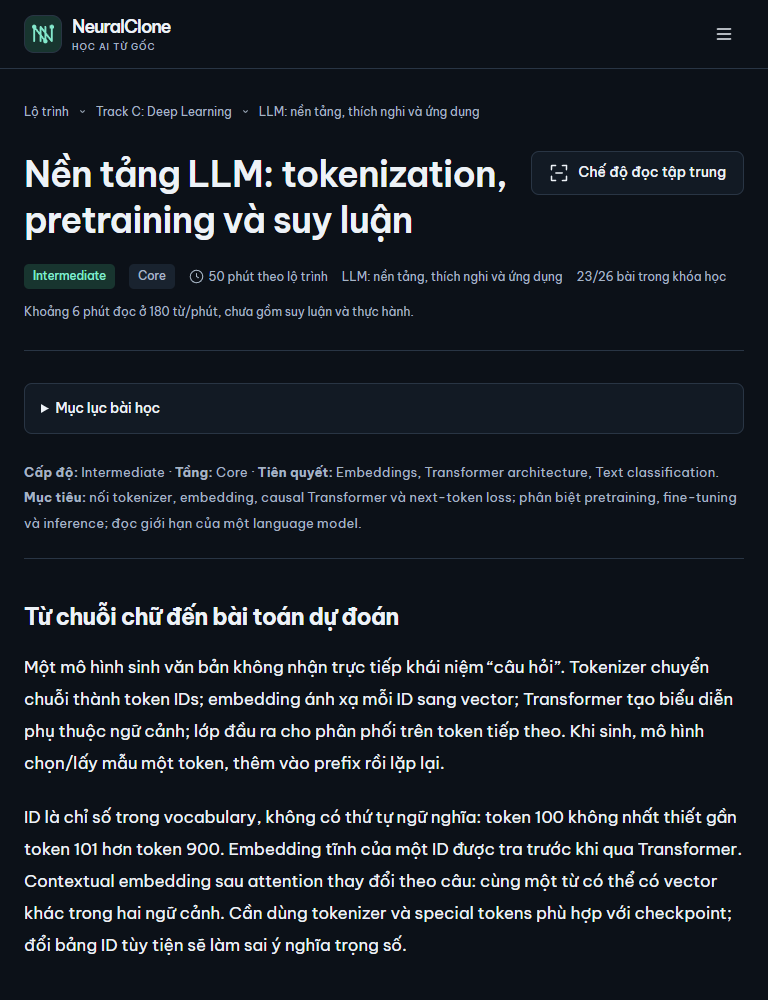 NeuralClone
HỌC AI TỪ GỐC
Lộ trình
Track C: Deep Learning
LLM: nền tảng, thích nghi và ứng dụng
Nền tảng LLM: tokenization,
pretraining và suy luận
Chế độ đọc tập trung
Intermediate
Core
50 phút theo lộ trình
LLM: nền tảng, thích nghi và ứng dụng
23/26 bài trong khóa học
Khoảng 6 phút đọc ở 180 từ/phút, chưa gồm suy luận và thực hành.
Mục lục bài học
Cấp độ: Intermediate · Tầng: Core · Tiên quyết: Embeddings, Transformer architecture, Text classification.
Mục tiêu: nối tokenizer, embedding, causal Transformer và next-token loss; phân biệt pretraining, fine-tuning
và inference; đọc giới hạn của một language model.
Từ chuỗi chữ đến bài toán dự đoán
Một mô hình sinh văn bản không nhận trực tiếp khái niệm “câu hỏi”. Tokenizer chuyển
chuỗi thành token IDs; embedding ánh xạ mỗi ID sang vector; Transformer tạo biểu diễn
phụ thuộc ngữ cảnh; lớp đầu ra cho phân phối trên token tiếp theo. Khi sinh, mô hình
chọn/lấy mẫu một token, thêm vào prefix rồi lặp lại.
ID là chỉ số trong vocabulary, không có thứ tự ngữ nghĩa: token 100 không nhất thiết gần
token 101 hơn token 900. Embedding tĩnh của một ID được tra trước khi qua Transformer.
Contextual embedding sau attention thay đổi theo câu: cùng một từ có thể có vector
khác trong hai ngữ cảnh. Cần dùng tokenizer và special tokens phù hợp với checkpoint;
đổi bảng ID tùy tiện sẽ làm sai ý nghĩa trọng số.